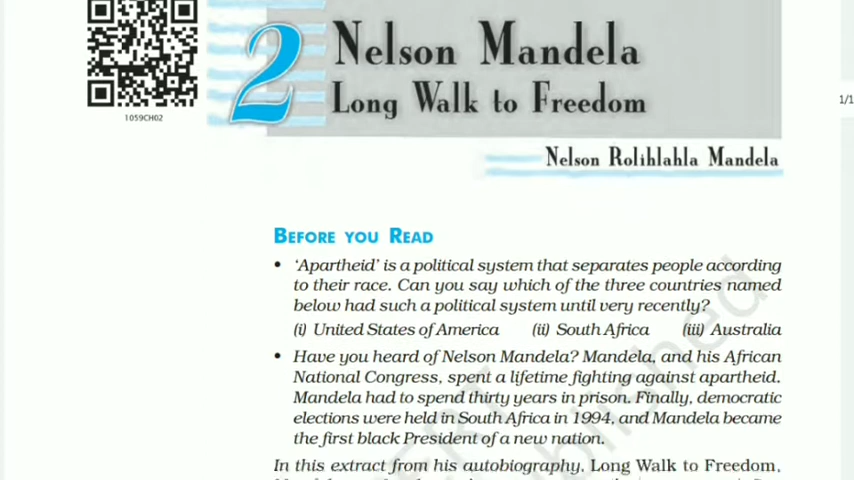 2
Nelson Mandela
Long Walk to Freedom
1059CH02
1/1
Nelson Rolihlahla Mandela
BEFORE YOU READ
• ‘Apartheid’ is a political system that separates people according
to their race. Can you say which of the three countries named
below had such a political system until very recently?
(i) United States of America (ii) South Africa (iii) Australia
• Have you heard of Nelson Mandela? Mandela, and his African
National Congress, spent a lifetime fighting against apartheid.
Mandela had to spend thirty years in prison. Finally, democratic
elections were held in South Africa in 1994, and Mandela became
the first black President of a new nation.
In this extract from his autobiography, Long Walk to Freedom,